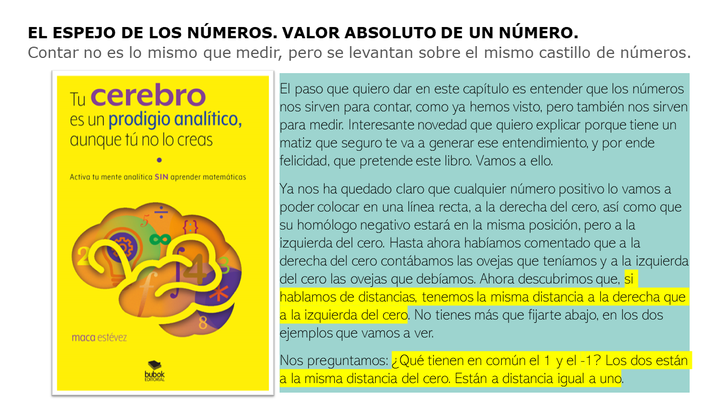 EL ESPEJO DE LOS NÚMEROS. VALOR ABSOLUTO DE UN NÚMERO.
Contar no es lo mismo que medir, pero se levantan sobre el mismo castillo de números.
Tu cerebro
es un prodigio analítico,
aunque tú no lo creas
Activa tu mente analítica SIN aprender matemáticas
÷
{;}
2
∞
∫
4
5
f
*
8
maca estévez
bubok
EDITORIAL
El paso que quiero dar en este capítulo es entender que los números
nos sirven para contar, como ya hemos visto, pero también nos sirven
para medir. Interesante novedad que quiero explicar porque tiene un
matiz que seguro te va a generar ese entendimiento, y por ende
felicidad, que pretende este libro. Vamos a ello.
Ya nos ha quedado claro que cualquier número positivo lo vamos a
poder colocar en una línea recta, a la derecha del cero, así como que
su homólogo negativo estará en la misma posición, pero a la
izquierda del cero. Hasta ahora habíamos comentado que a la
derecha del cero contábamos las ovejas que teníamos y a la izquierda
del cero las ovejas que debíamos. Ahora descubrimos que, si
hablamos de distancias, tenemos la misma distancia a la derecha que
a la izquierda del cero. No tienes más que fijarte abajo, en los dos
ejemplos que vamos a ver.
Nos preguntamos: ¿Qué tienen en común el 1 y el -1? Los dos están
a la misma distancia del cero. Están a distancia igual a uno.